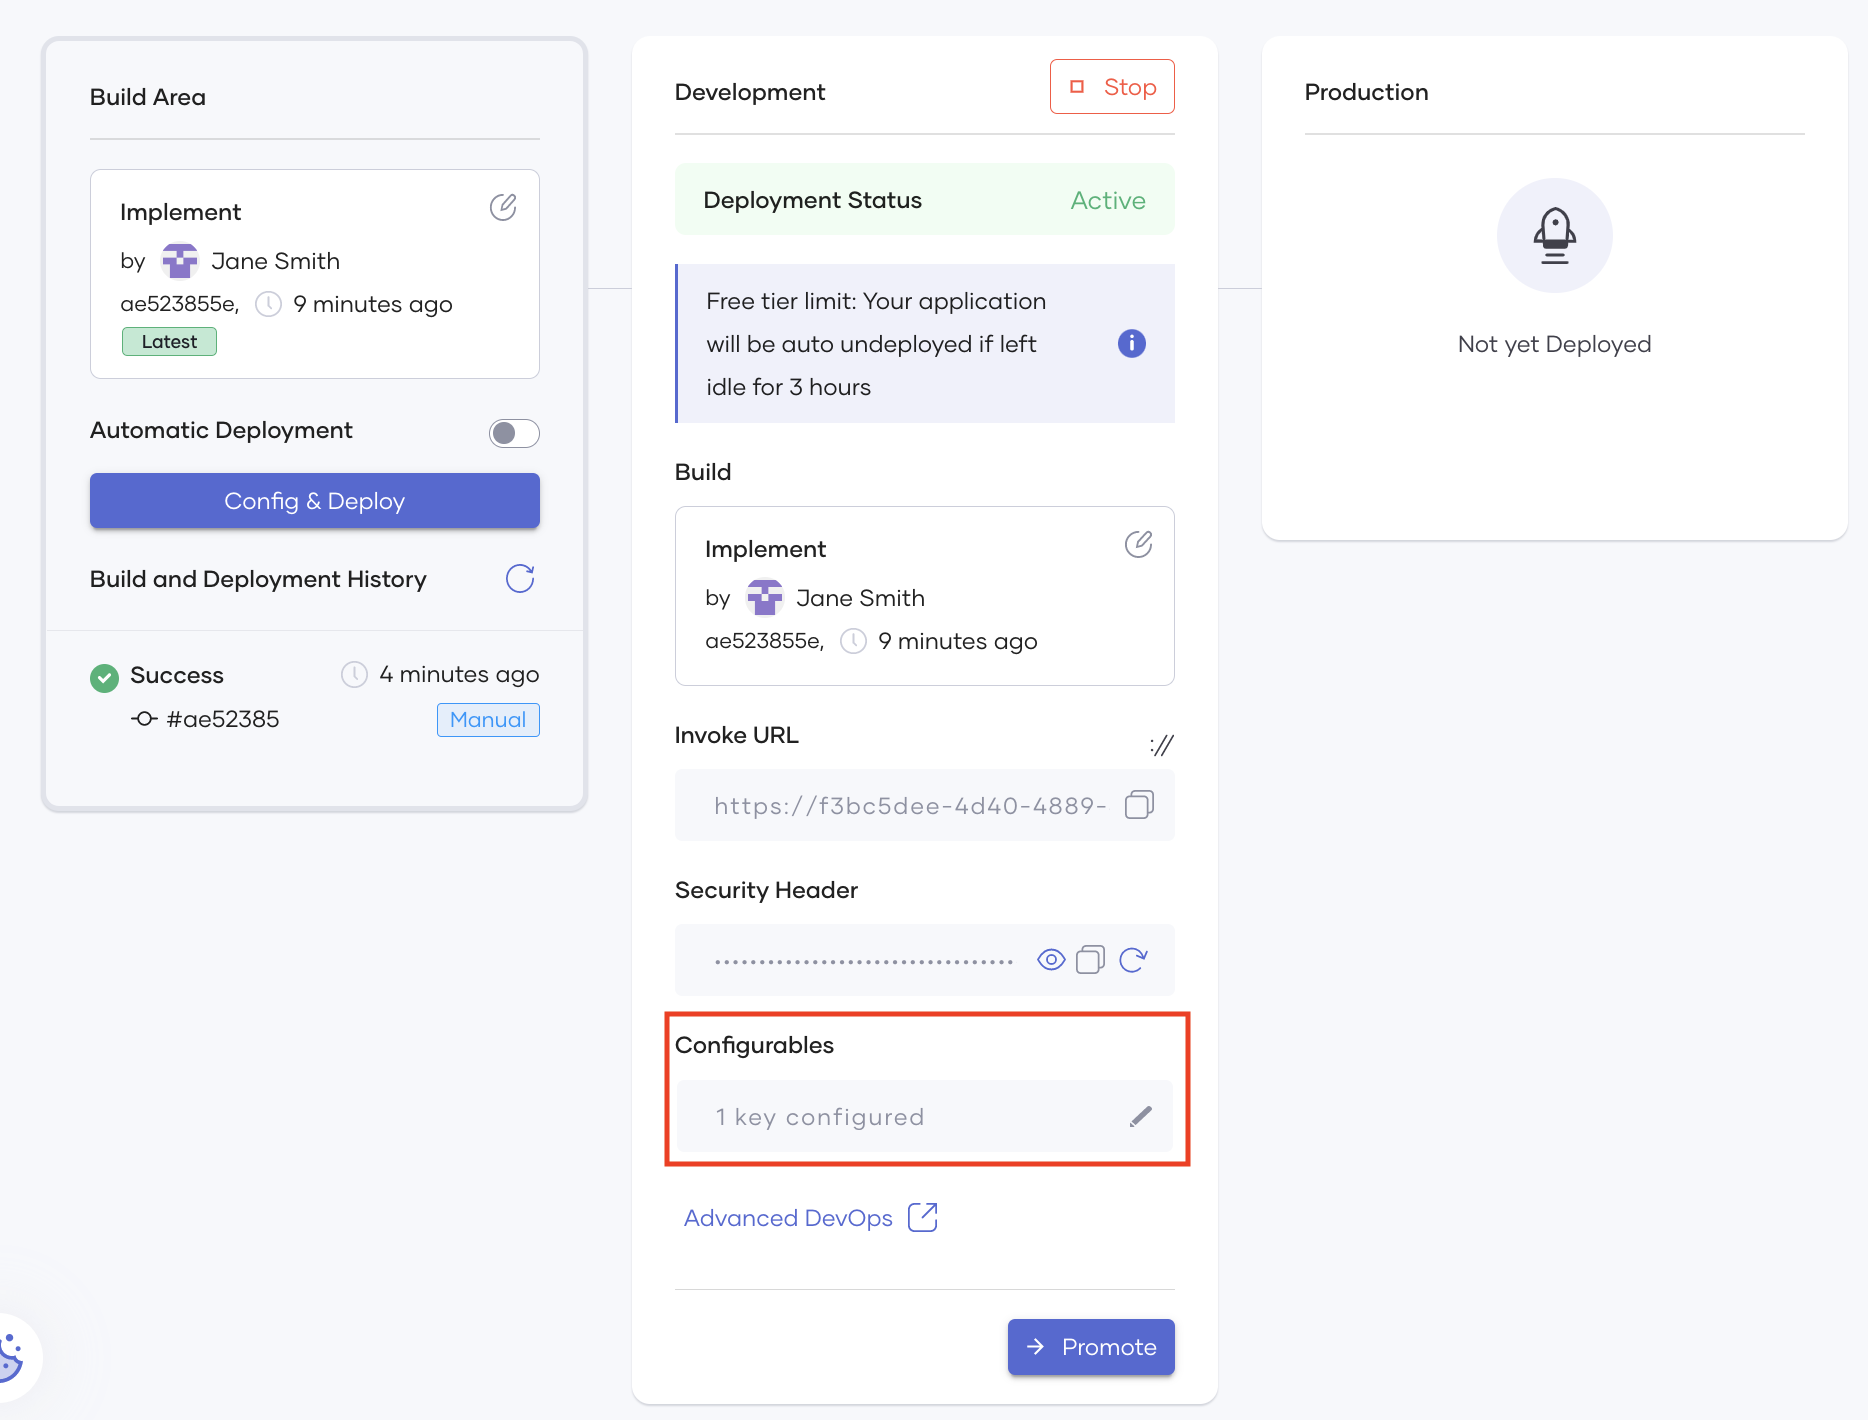 Build Area
Implement
by Jane Smith
ae523855e, 9 minutes ago
Latest
Automatic Deployment
Config & Deploy
Build and Deployment History
Success 4 minutes ago
#ae52385 Manual
Development Stop
Deployment Status Active
Free tier limit: Your application
will be auto undeployed if left
idle for 3 hours
Build
Implement
by Jane Smith
ae523855e, 9 minutes ago
Invoke URL ://
https://f3bc5dee-4d40-4889-
Security Header
Configurables
1 key configured
Advanced DevOps
Promote
Production
Not yet Deployed